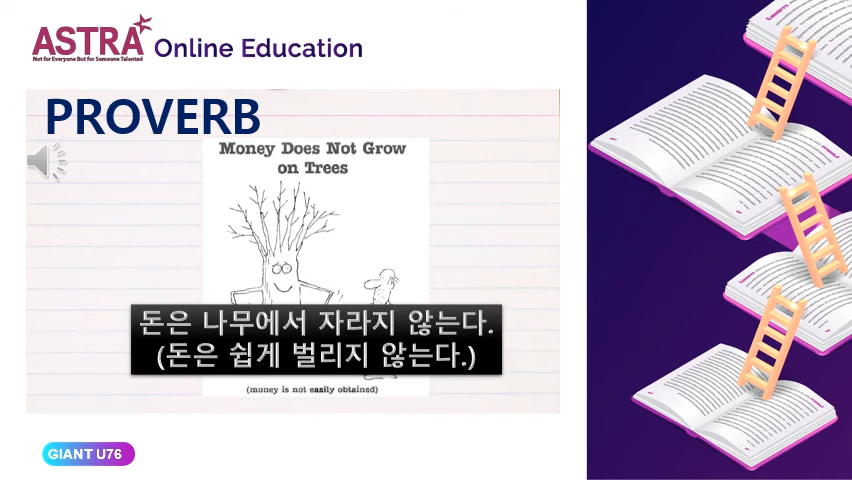 ASTRA
Not for Everyone But for Someone Talented
Online Education
PROVERB
Money Does Not Grow
on Trees
돈은 나무에서 자라지 않는다.
(돈은 쉽게 벌리지 않는다.)
(money is not easily obtained)
GIANT U76